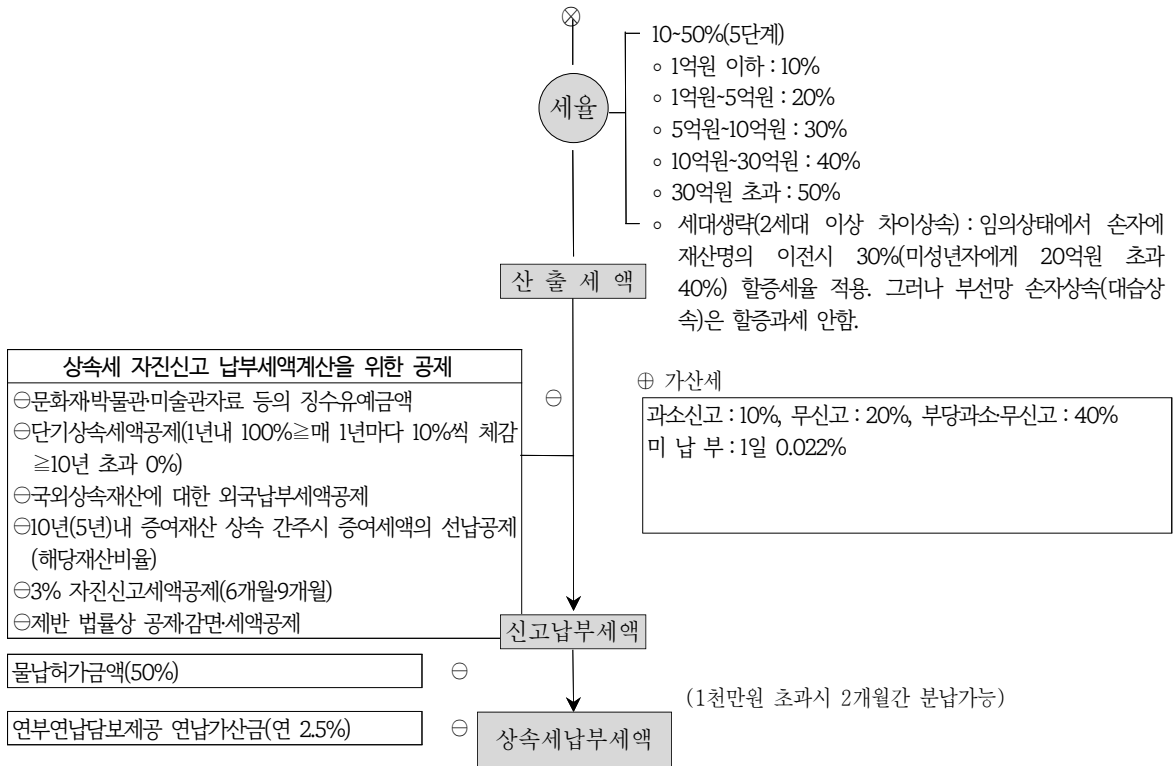 ⊗
10~50%(5단계)
◦ 1억원 이하 : 10%
◦ 1억원~5억원 : 20%
세율
◦ 5억원~10억원 : 30%
◦ 10억원~30억원 : 40%
◦ 30억원 초과 : 50%
◦ 세대생략(2세대 이상 차이상속) : 임의상태에서 손자에
재산명의 이전시 30%(미성년자에게 20억원 초과
40%) 할증세율 적용. 그러나 부선망 손자상속(대습상
속)은 할증과세 안함.
산 출 세 액
상속세 자진신고 납부세액계산을 위한 공제
⊖문화재·박물관·미술관자료 등의 징수유예금액
⊖단기상속세액공제(1년내 100%≧매 1년마다 10%씩 체감
≧10년 초과 0%)
⊖국외상속재산에 대한 외국납부세액공제
⊖10년(5년)내 증여재산 상속 간주시 증여세액의 선납공제
(해당재산비율)
⊖3% 자진신고세액공제(6개월·9개월)
⊖제반 법률상 공제·감면·세액공제
⊖
⊕ 가산세
과소신고 : 10%, 무신고 : 20%, 부당과소·무신고 : 40%
미 납 부 : 1일 0.022%
신고납부세액
물납허가금액(50%)
⊖
(1천만원 초과시 2개월간 분납가능)
연부연납담보제공 연납가산금(연 2.5%)
⊖
상속세납부세액